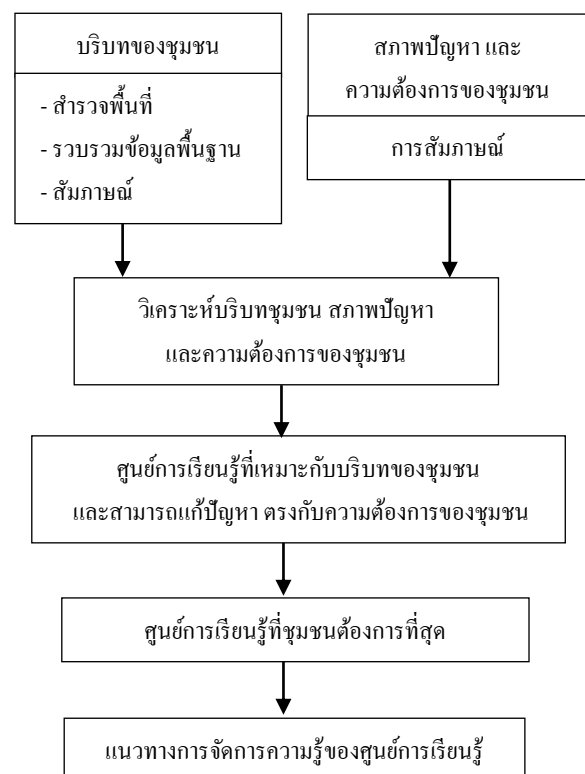 บริบทของชุมชน
- สำรวจพื้นที่
- รวบรวมข้อมูลพื้นฐาน
- สัมภาษณ์
สภาพปัญหา และ
ความต้องการของชุมชน
การสัมภาษณ์
วิเคราะห์บริบทชุมชน สภาพปัญหา
และความต้องการของชุมชน
ศูนย์การเรียนรู้ที่เหมาะกับบริบทของชุมชน
และสามารถแก้ปัญหา ตรงกับความต้องการของชุมชน
ศูนย์การเรียนรู้ที่ชุมชนต้องการที่สุด
แนวทางการจัดการความรู้ของศูนย์การเรียนรู้